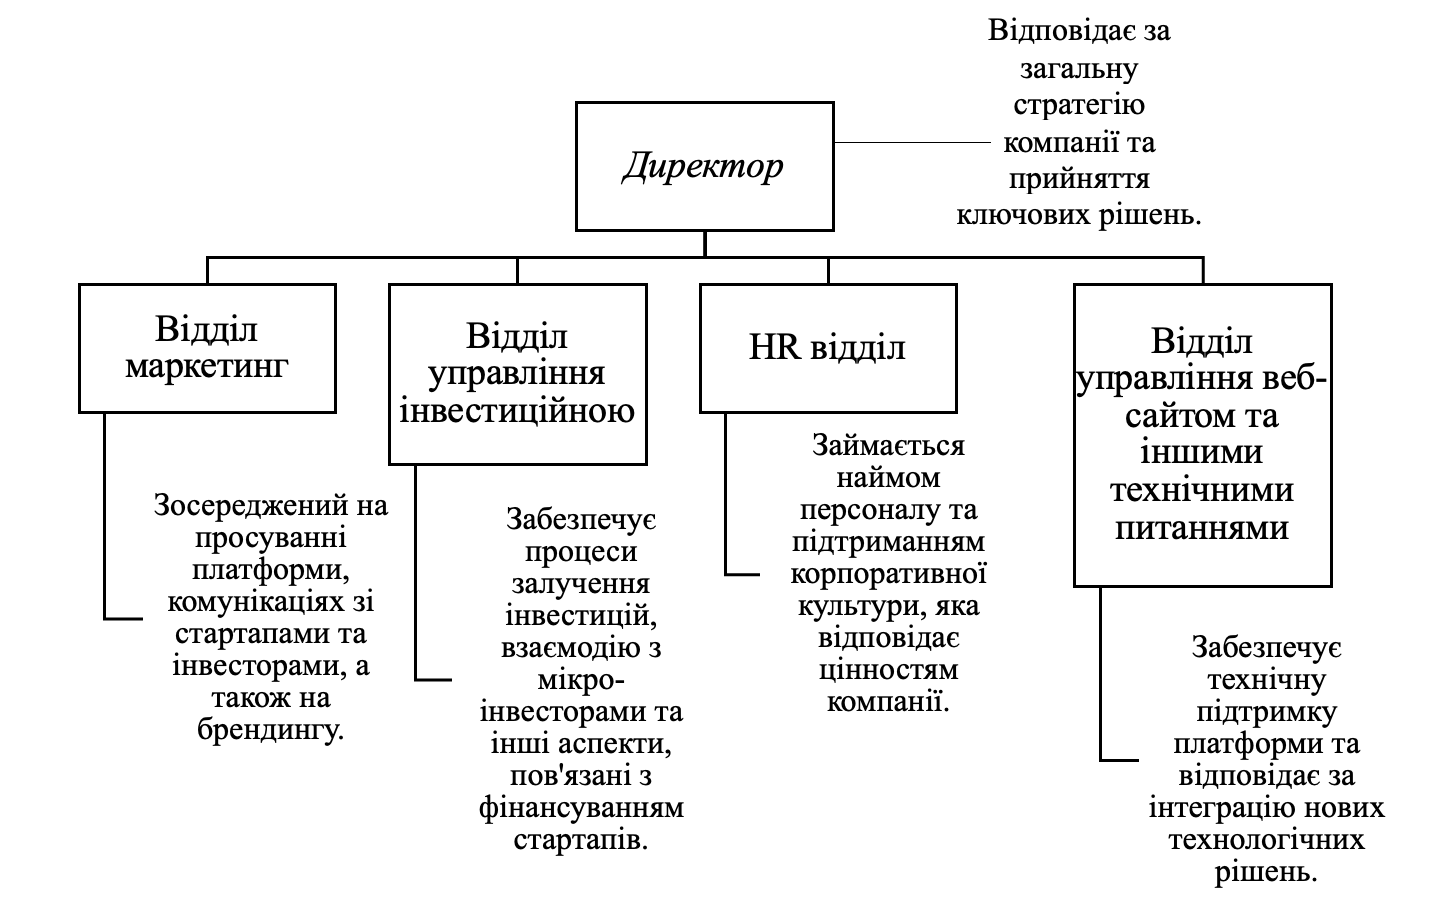 Відповідає за
загальну
стратегію
компанії та
прийняття
ключових рішень.
Директор
Відділ
маркетинг
Відділ
управління
інвестиційною
HR відділ
Відділ
управління веб-
сайтом та
іншими
технічними
питаннями
Зосереджений на
просуванні
платформи,
комунікаціях зі
стартапами та
інвесторами, а
також на
брендингу.
Забезпечує
процеси
залучення
інвестицій,
взаємодію з
мікро-
інвесторами та
інші аспекти,
пов'язані з
фінансуванням
стартапів.
Займається
наймом
персоналу та
підтриманням
корпоративної
культури, яка
відповідає
цінностям
компанії.
Забезпечує
технічну
підтримку
платформи та
відповідає за
інтеграцію нових
технологічних
рішень.